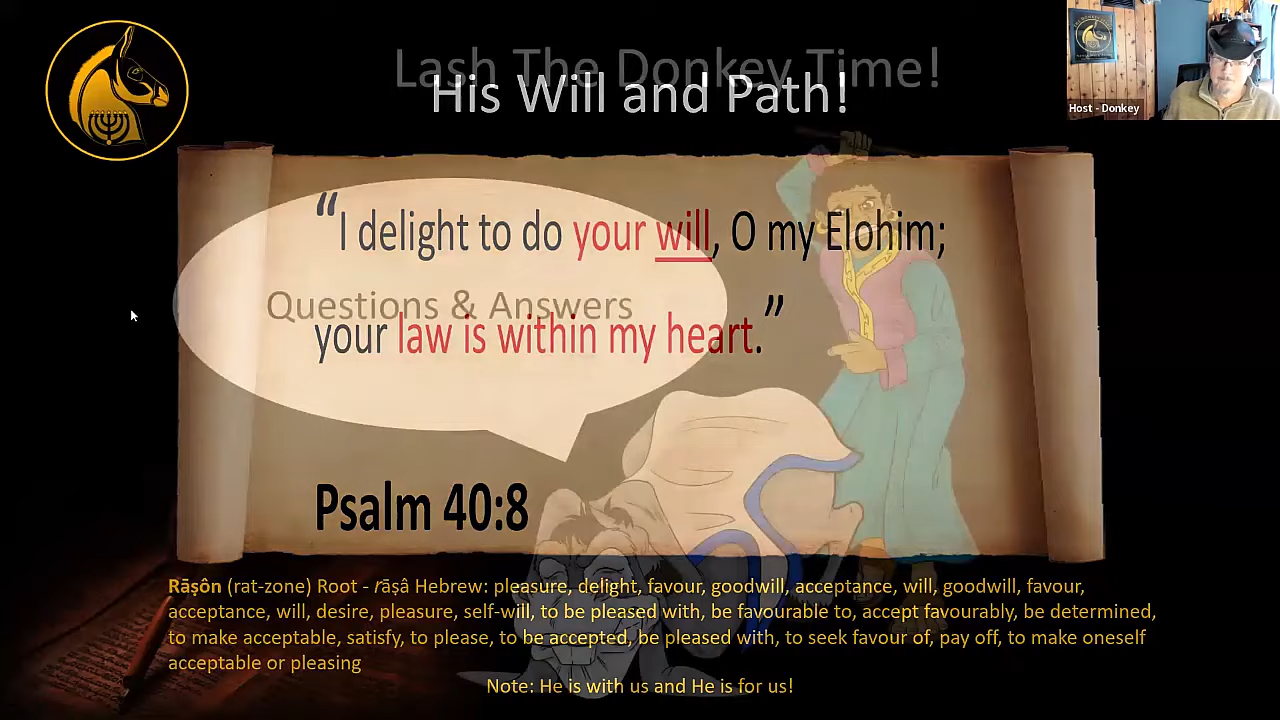 Lash The Donkey Time!
His Will and Path!
Host - Donkey
“I delight to do your will, O my Elohim;
Questions & Answers
your law is within my heart.”
Psalm 40:8
Rāṣôn (rat-zone) Root - rāṣâ Hebrew: pleasure, delight, favour, goodwill, acceptance, will, goodwill, favour,
acceptance, will, desire, pleasure, self-will, to be pleased with, be favourable to, accept favourably, be determined,
to make acceptable, satisfy, to please, to be accepted, be pleased with, to seek favour of, pay off, to make oneself
acceptable or pleasing
Note: He is with us and He is for us!